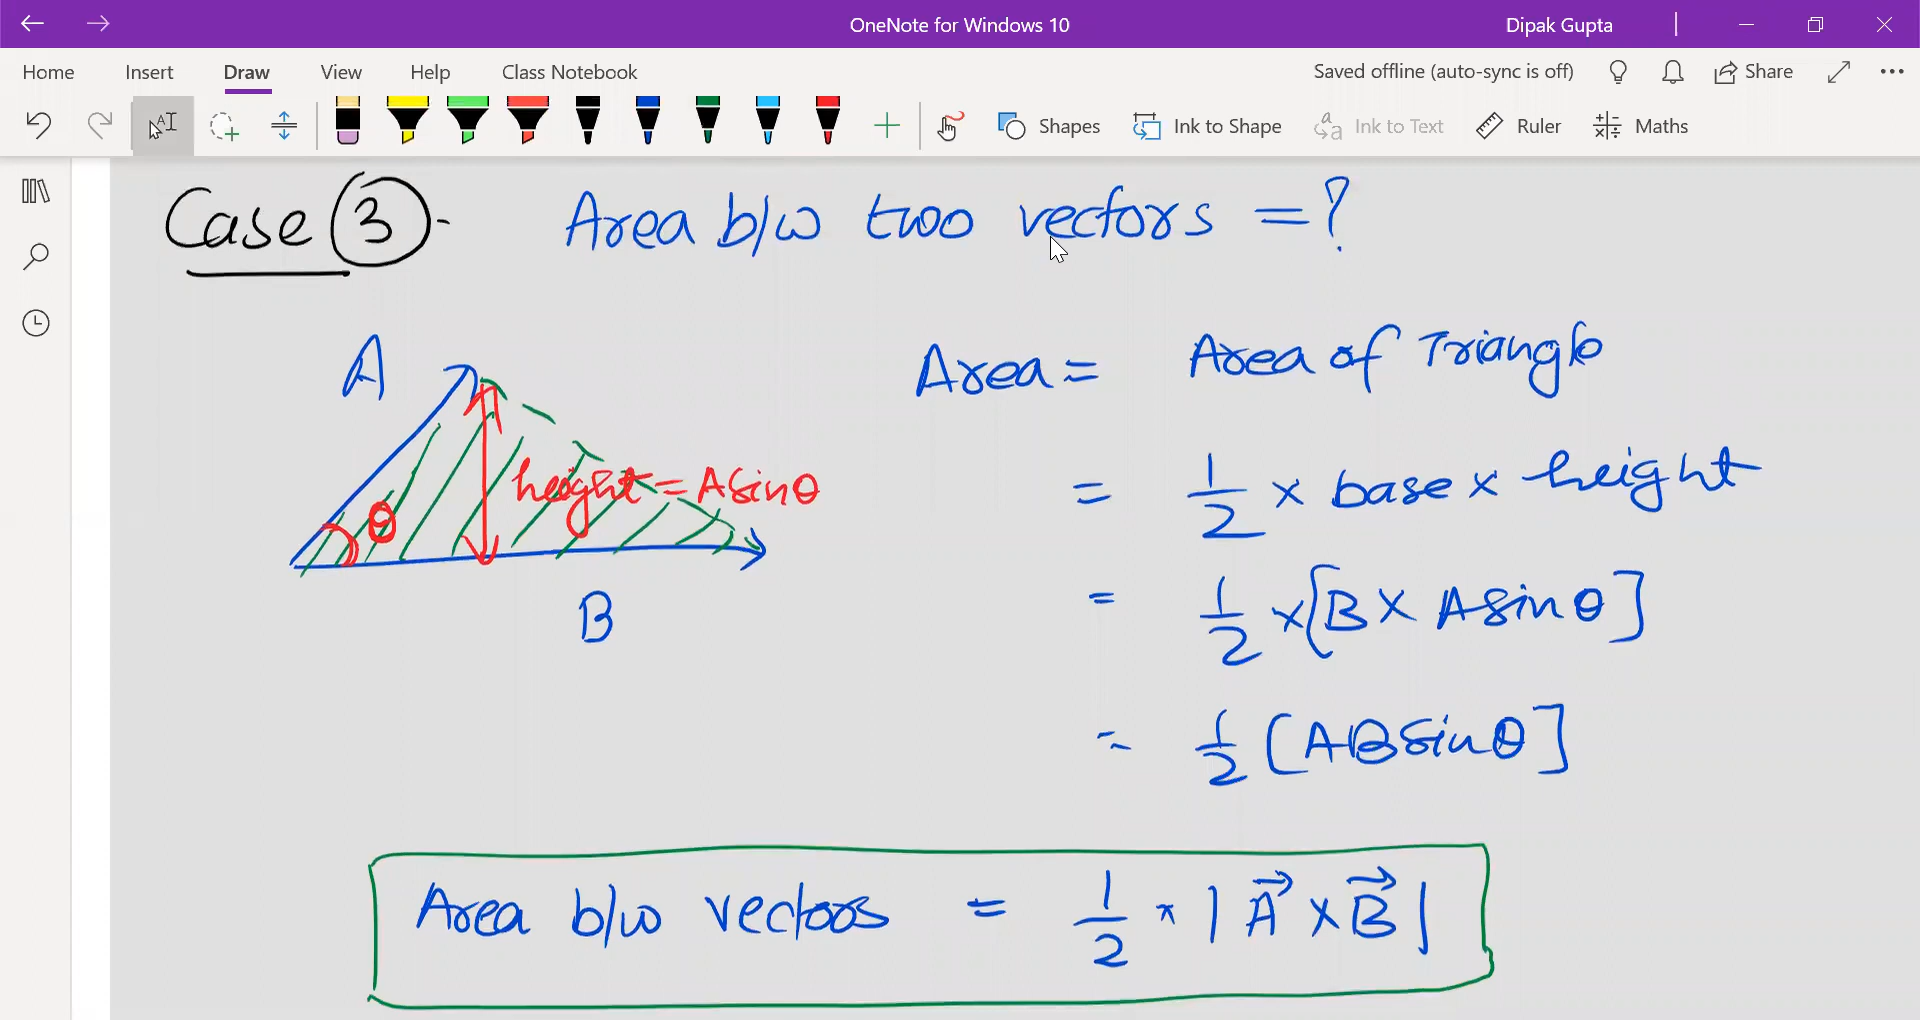 OneNote for Windows 10
Dipak Gupta
Home Insert Draw View Help Class Notebook
Saved offline (auto-sync is off) Share
Shapes Ink to Shape Ink to Text Ruler Maths
Case 3 · Area b/w two vectors = ?
A
Area = Area of Triangle
height = A sin θ
θ
= 1/2 × base × height
B
= 1/2 × [B × A sin θ]
= 1/2 [AB sin θ]
Area b/w vectors = 1/2 * |A⃗ × B⃗|